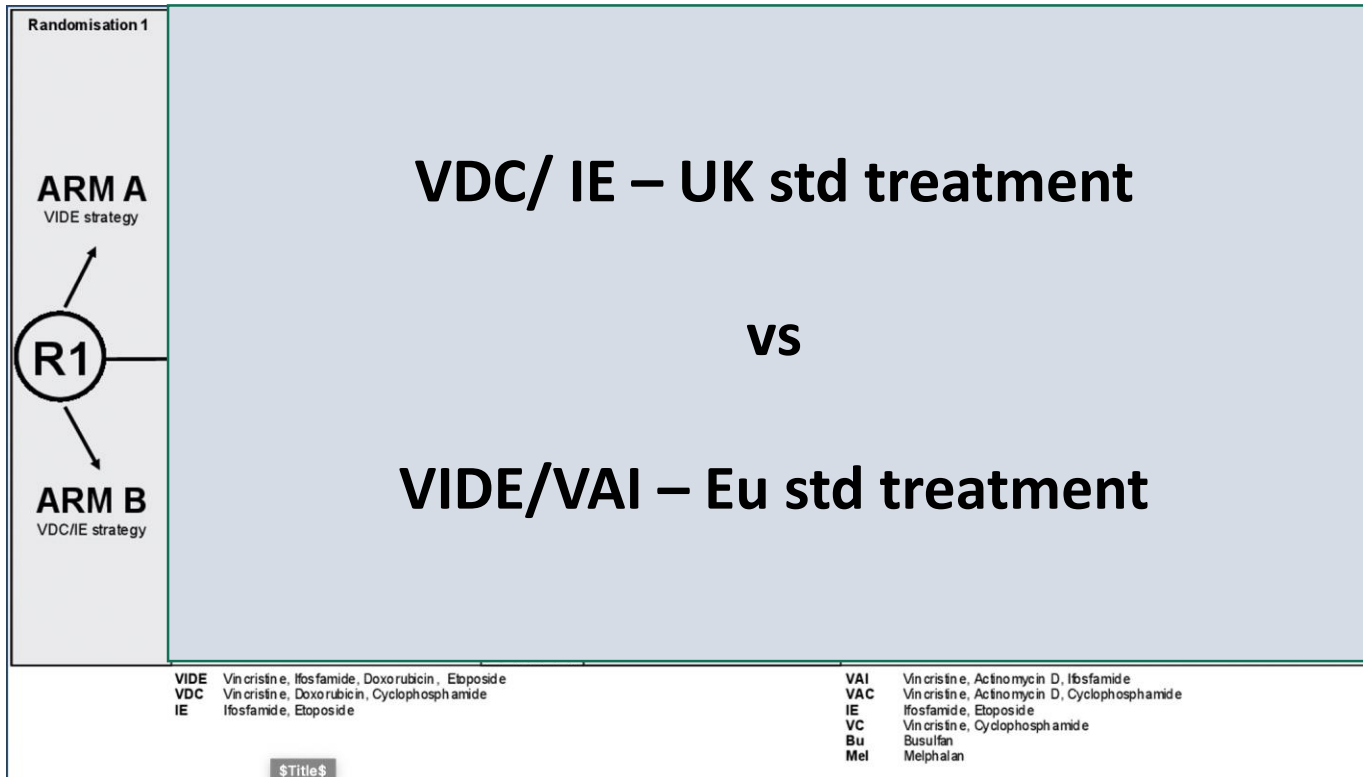 Randomisation 1
ARM A
VIDE strategy
R1
ARM B
VDC/IE strategy
VDC/ IE – UK std treatment
vs
VIDE/VAI – Eu std treatment
VIDE Vincristine, Ifosfamide, Doxorubicin, Etoposide
VDC Vincristine, Doxorubicin, Cyclophosphamide
IE Ifosfamide, Etoposide
VAI Vincristine, Actinomycin D, Ifosfamide
VAC Vincristine, Actinomycin D, Cyclophosphamide
IE Ifosfamide, Etoposide
VC Vincristine, Cyclophosphamide
Bu Busulfan
Mel Melphalan
$Title$